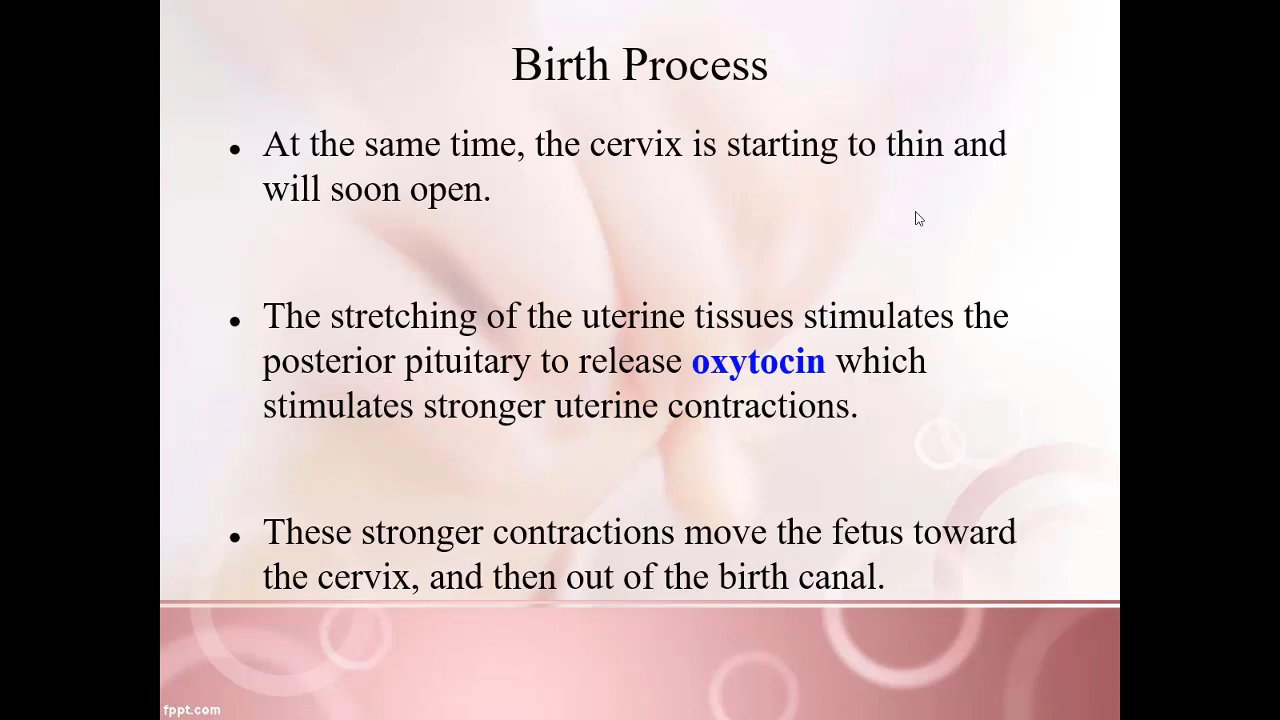 Birth Process
• At the same time, the cervix is starting to thin and
will soon open.
• The stretching of the uterine tissues stimulates the
posterior pituitary to release oxytocin which
stimulates stronger uterine contractions.
• These stronger contractions move the fetus toward
the cervix, and then out of the birth canal.
fppt.com